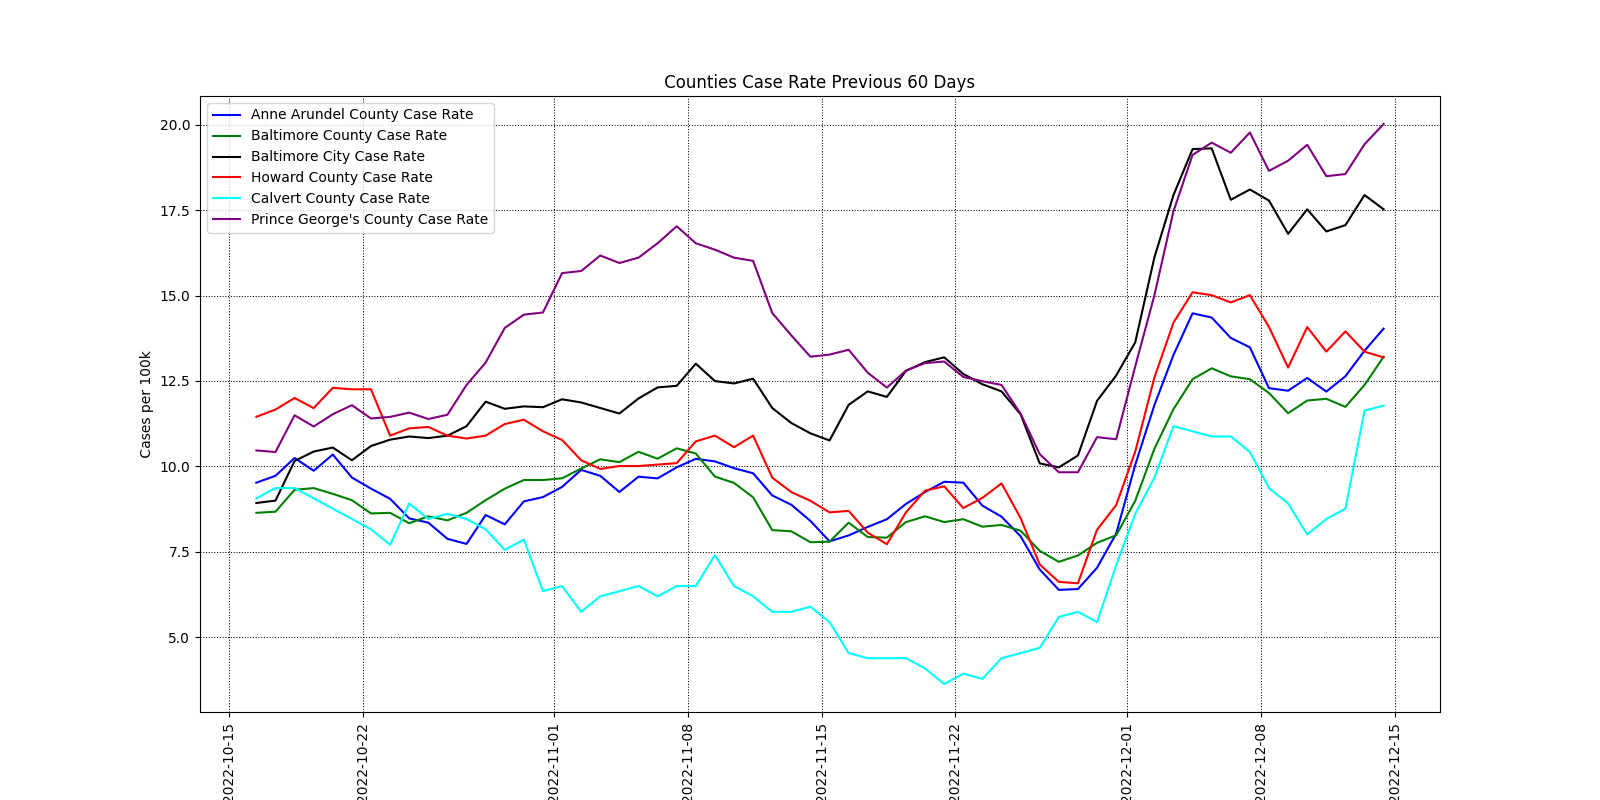 Counties Case Rate Previous 60 Days
Anne Arundel County Case Rate
Baltimore County Case Rate
Baltimore City Case Rate
Howard County Case Rate
Calvert County Case Rate
Prince George's County Case Rate
Cases per 100k
20.0
17.5
15.0
12.5
10.0
7.5
5.0
2022-10-15
2022-10-22
2022-11-01
2022-11-08
2022-11-15
2022-11-22
2022-12-01
2022-12-08
2022-12-15